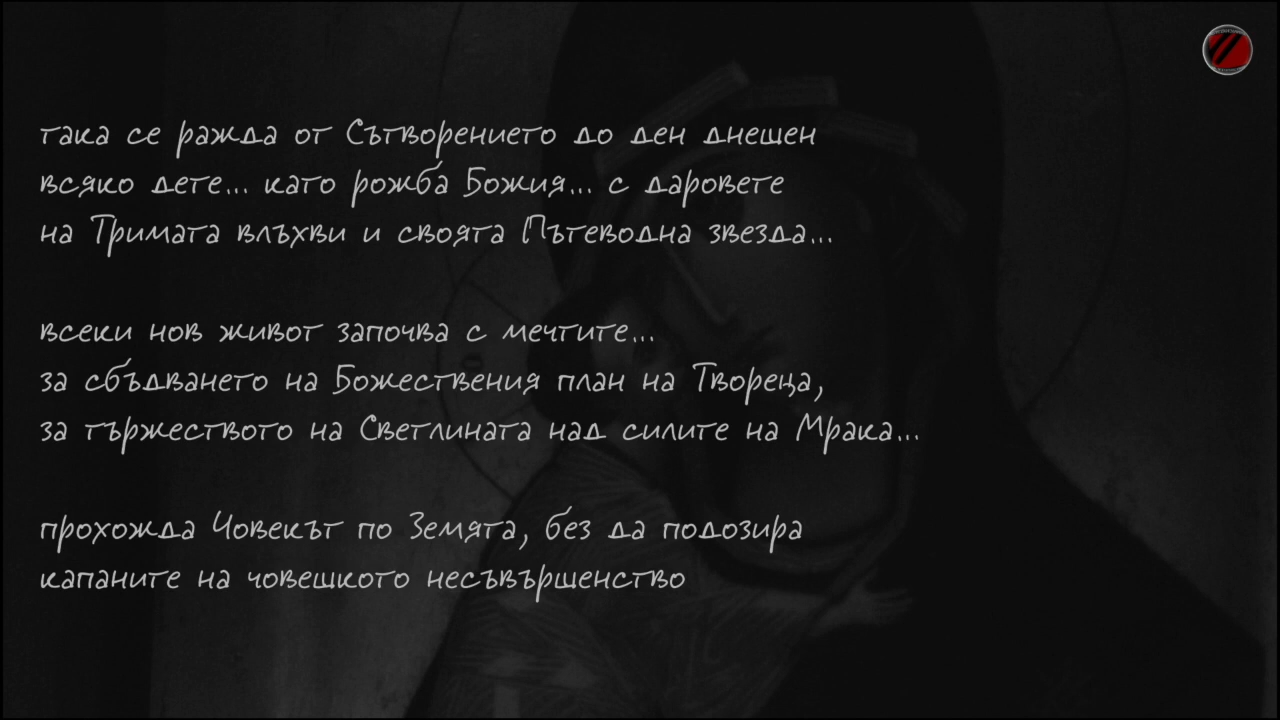 така се ражда от Сътворението до ден днешен
всяко дете... като рожба Божия... с даровете
на Тримата влъхви и своята Пътеводна звезда...
всеки нов живот започва с мечтите...
за сбъдването на Божествения план на Твореца,
за тържеството на Светлината над силите на Мрака...
прохожда Човекът по Земята, без да подозира
капаните на човешкото несъвършенство